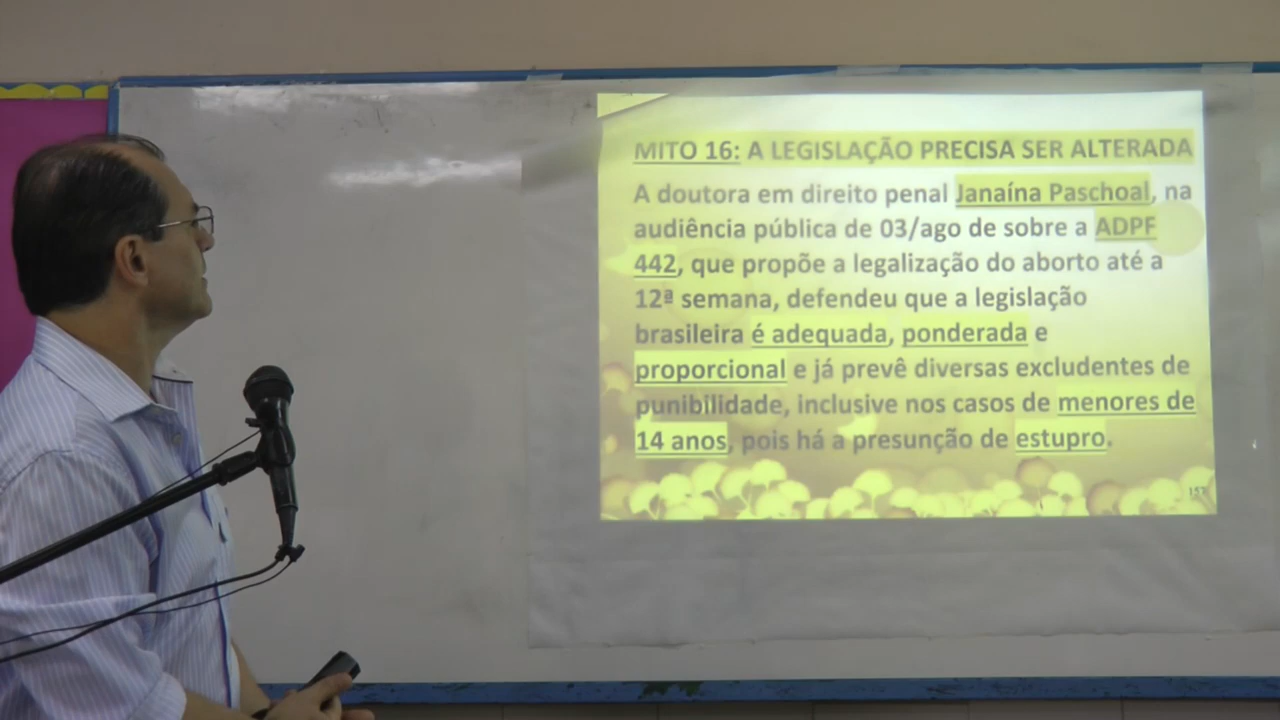 MITO 16: A LEGISLAÇÃO PRECISA SER ALTERADA
A doutora em direito penal Janaína Paschoal, na
audiência pública de 03/ago de sobre a ADPF
442, que propõe a legalização do aborto até a
12ª semana, defendeu que a legislação
brasileira é adequada, ponderada e
proporcional e já prevê diversas excludentes de
punibilidade, inclusive nos casos de menores de
14 anos, pois há a presunção de estupro.
157